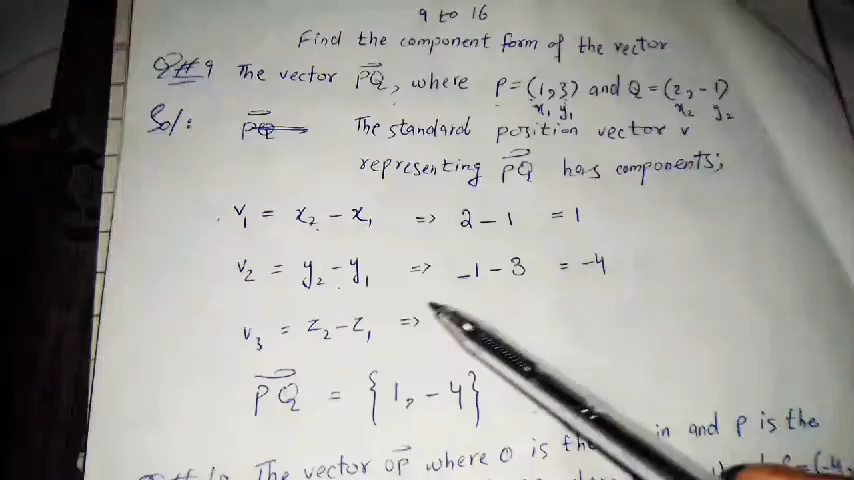 9 to 16
Find the component form of the vector
Q#9 The vector PQ, where P=(1,3) and Q=(2,-1)
x₁ y₁ x₂ y₂
Sol: PQ The standard position vector v
representing PQ has components;
v₁ = x₂ - x₁ => 2 - 1 = 1
v₂ = y₂ - y₁ => -1 - 3 = -4
v₃ = z₂ - z₁ =>
PQ = {1, -4}
The vector OP where O is the in and P is the